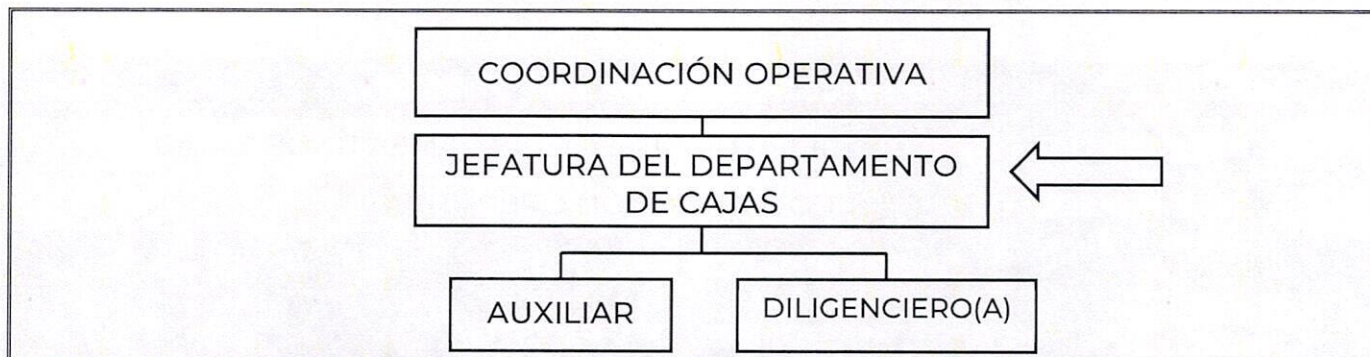 COORDINACIÓN OPERATIVA
JEFATURA DEL DEPARTAMENTO
DE CAJAS
AUXILIAR
DILIGENCIERO(A)